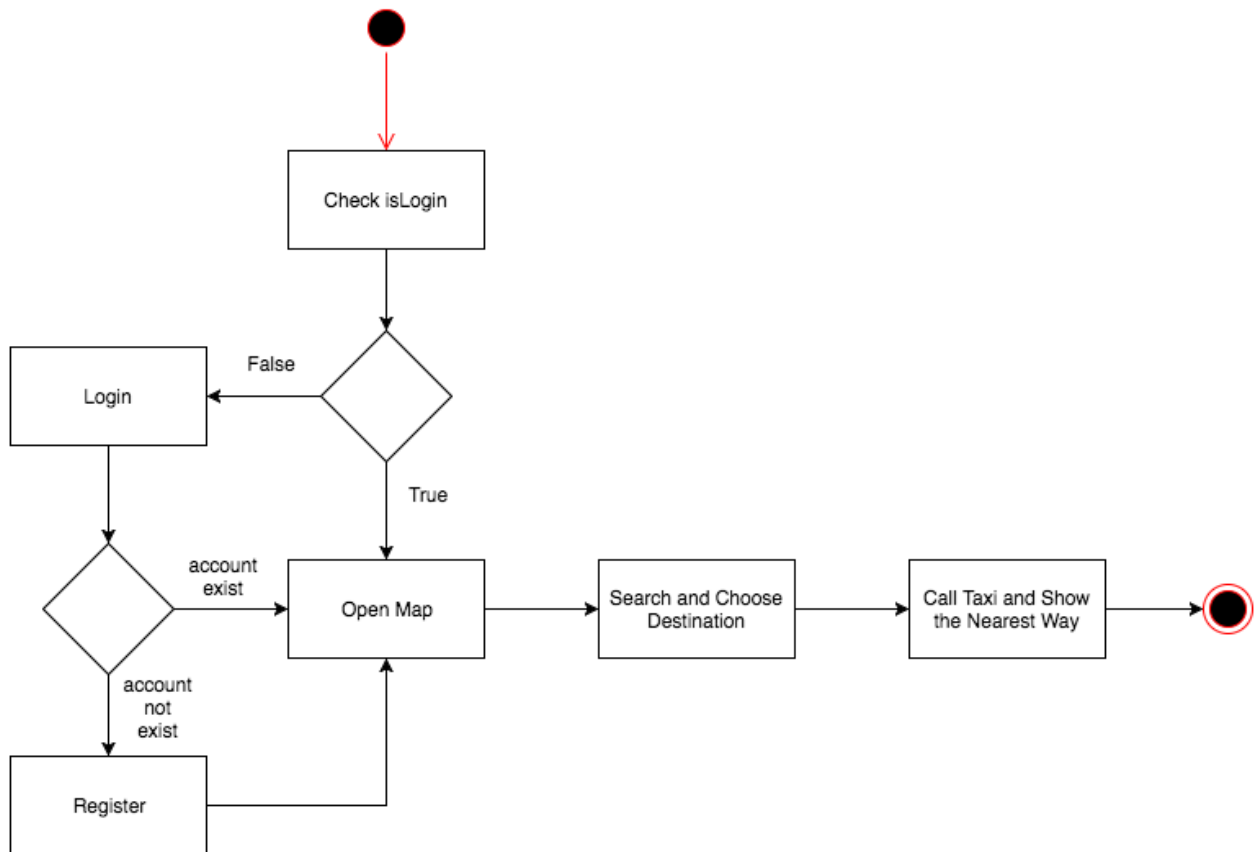 Check isLogin
False
Login
True
account
exist
Open Map
Search and Choose
Destination
Call Taxi and Show
the Nearest Way
account
not
exist
Register